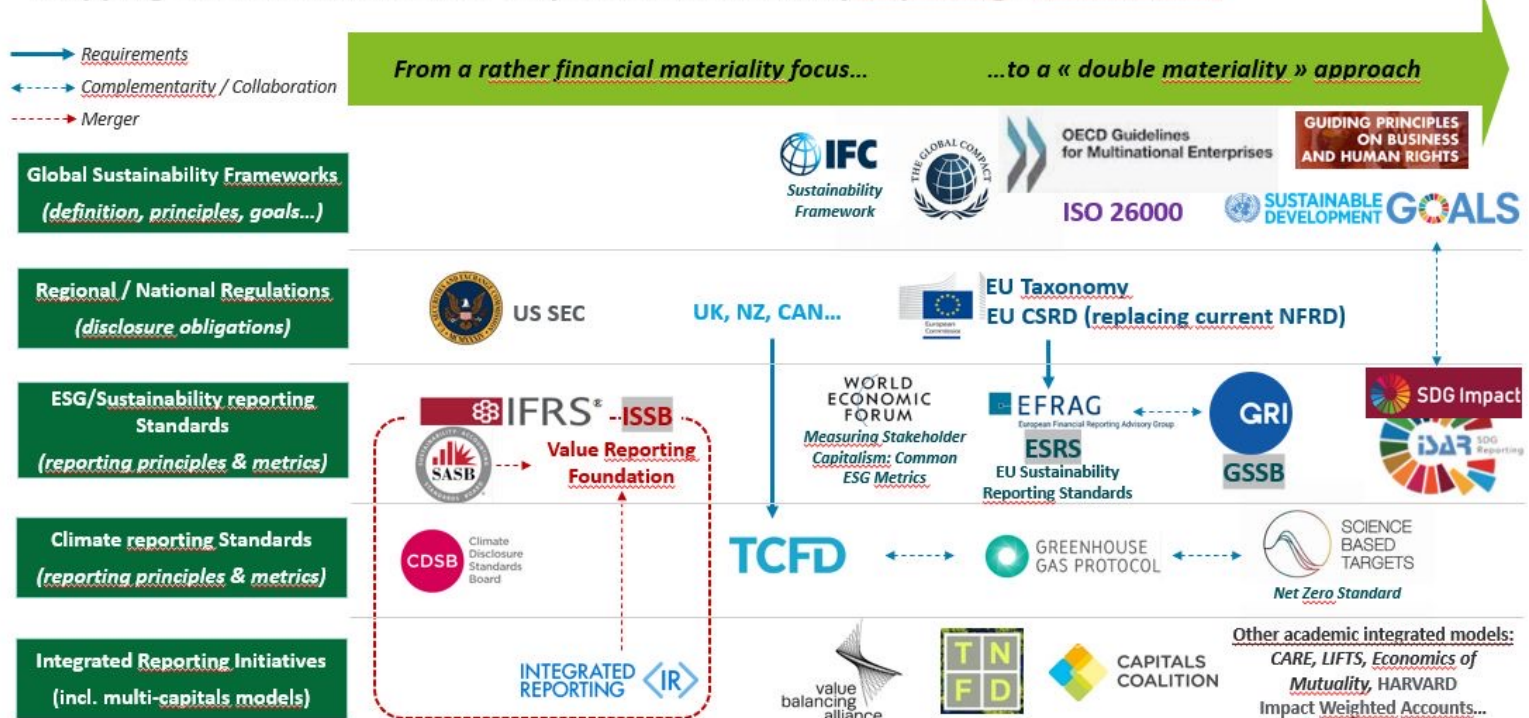 Requirements
Complementarity / Collaboration
Merger
From a rather financial materiality focus...
...to a « double materiality » approach
Global Sustainability Frameworks
(definition, principles, goals...)
IFC
Sustainability
Framework
THE GLOBAL COMPACT
OECD Guidelines
for Multinational Enterprises
ISO 26000
GUIDING PRINCIPLES
ON BUSINESS
AND HUMAN RIGHTS
SUSTAINABLE
DEVELOPMENT GOALS
Regional / National Regulations
(disclosure obligations)
US SEC
UK, NZ, CAN...
European
Commission
EU Taxonomy
EU CSRD (replacing current NFRD)
ESG/Sustainability reporting
Standards
(reporting principles & metrics)
IFRS®
ISSB
SASB
Value Reporting
Foundation
WORLD
ECONOMIC
FORUM
Measuring Stakeholder
Capitalism: Common
ESG Metrics
EFRAG
European Financial Reporting Advisory Group
ESRS
EU Sustainability
Reporting Standards
GRI
GSSB
SDG Impact
iSAR SDG
Reporting
Climate reporting Standards
(reporting principles & metrics)
CDSB
Climate
Disclosure
Standards
Board
TCFD
GREENHOUSE
GAS PROTOCOL
SCIENCE
BASED
TARGETS
Net Zero Standard
Integrated Reporting Initiatives
(incl. multi-capitals models)
INTEGRATED
REPORTING <IR>
value
balancing
alliance
TN
FD
CAPITALS
COALITION
Other academic integrated models:
CARE, LIFTS, Economics of
Mutuality, HARVARD
Impact Weighted Accounts...